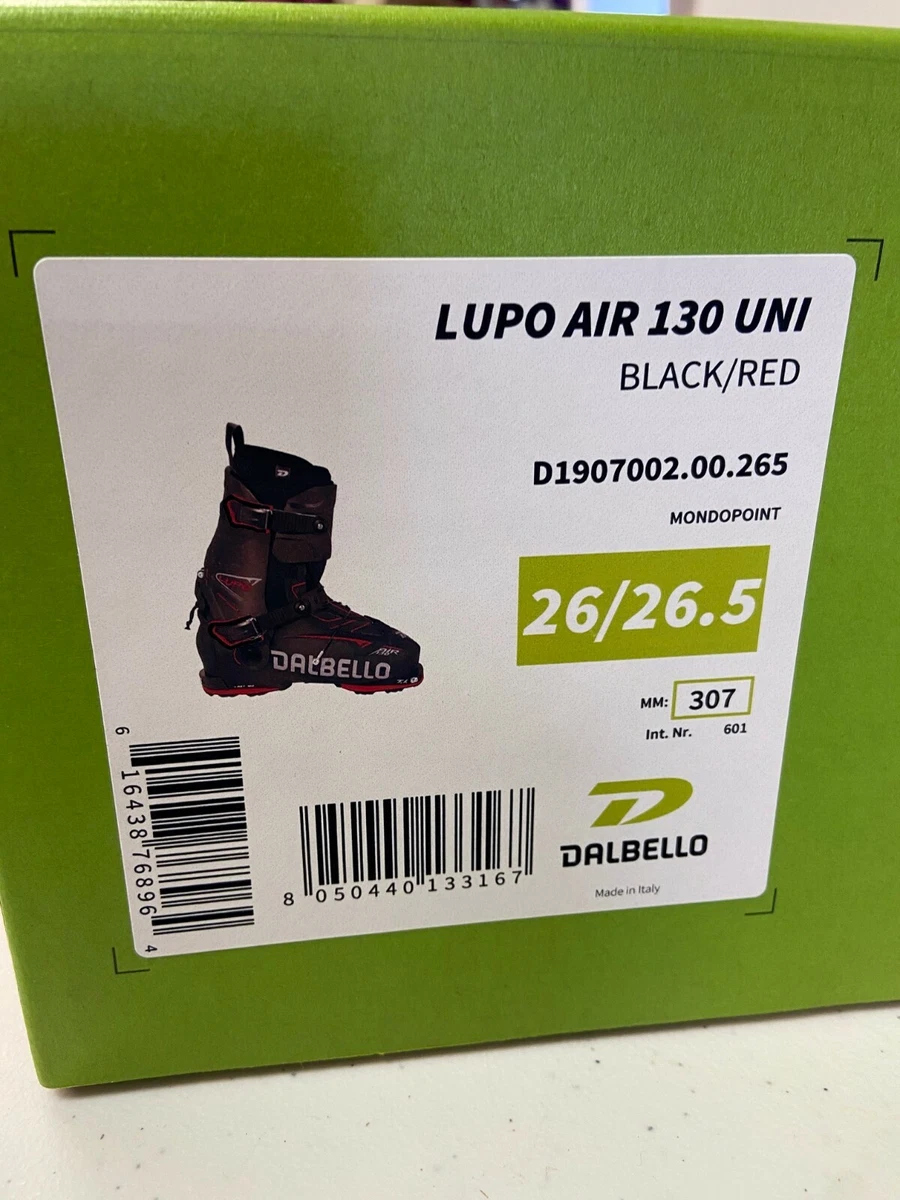 LUPO AIR 130 UNI
BLACK/RED
D1907002.00.265
MONDOPOINT
26/26.5
MM: 307
Int. Nr. 601
LUPO
DALBELLO
6 16438 76896 4
8 050440 133167
DALBELLO
Made in Italy